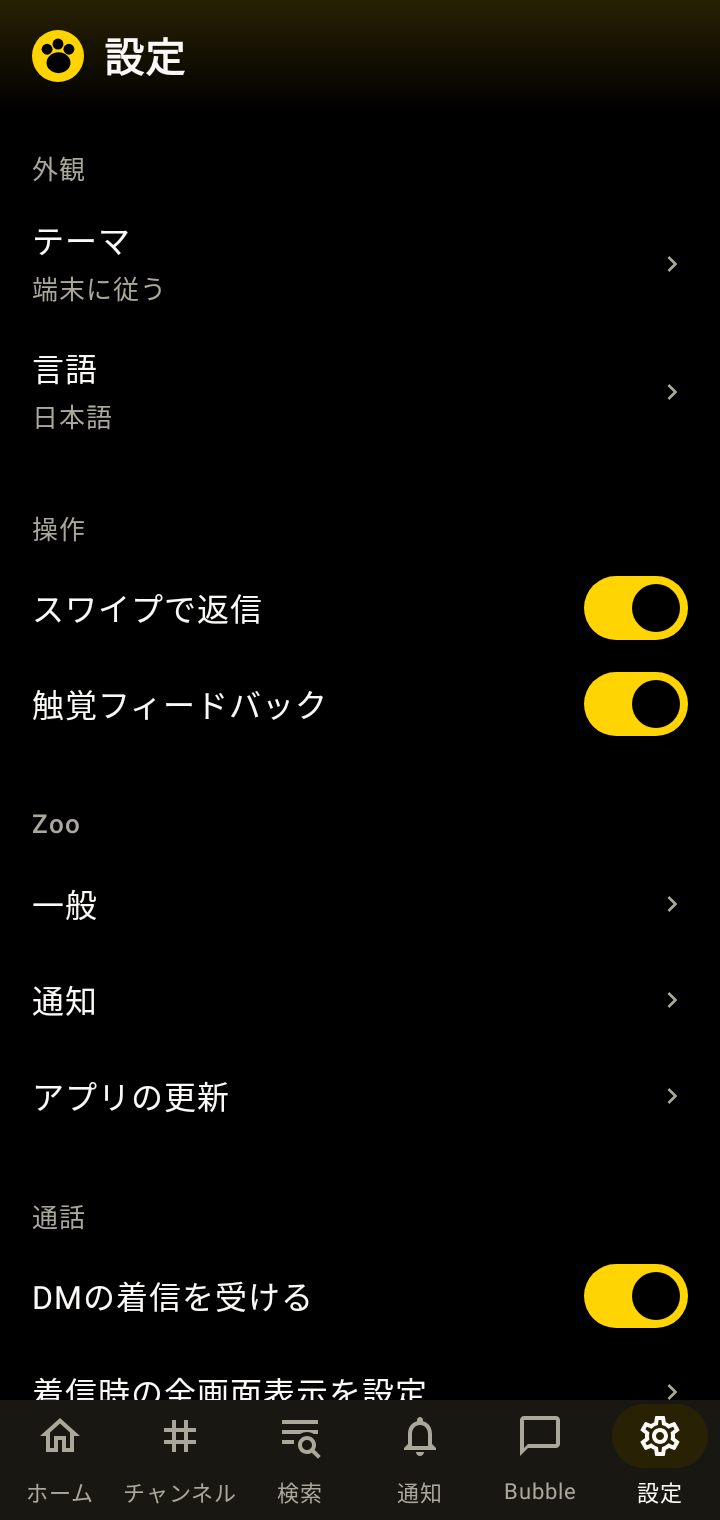 設定
外観
テーマ
端末に従う
言語
日本語
操作
スワイプで返信
触覚フィードバック
Zoo
一般
通知
アプリの更新
通話
DMの着信を受ける
着信時の全画面表示を設定
ホーム
チャンネル
検索
通知
Bubble
設定